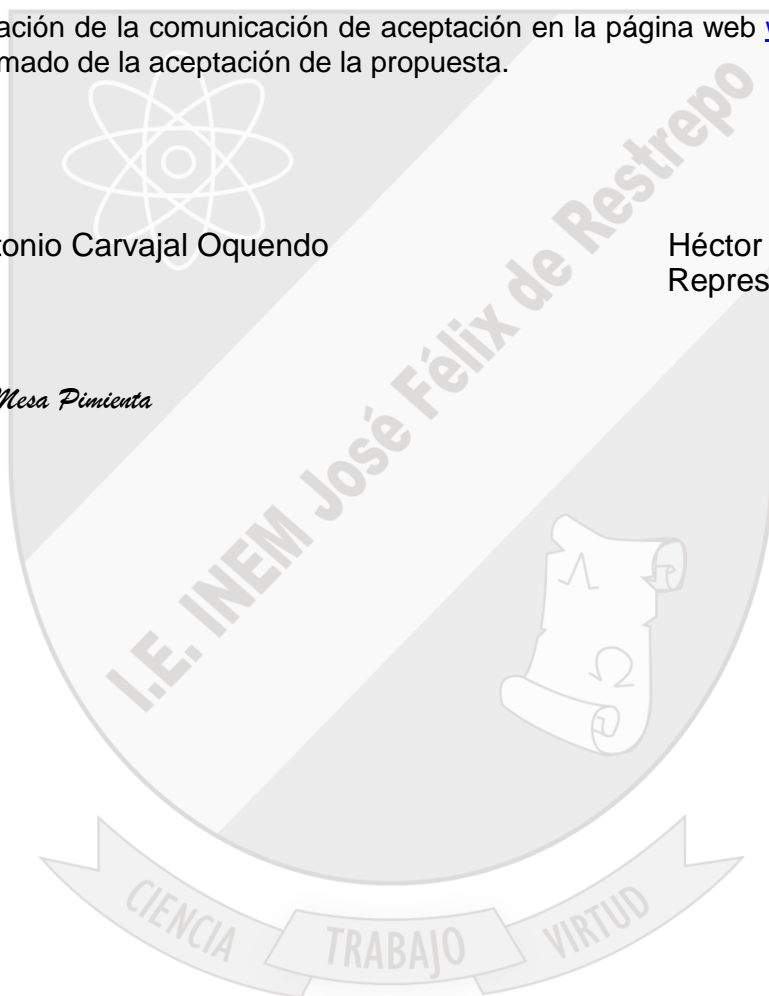 ación de la comunicación de aceptación en la página web
mado de la aceptación de la propuesta.
tonio Carvajal Oquendo
Héctor
Repres
Mesa Pimienta
I.E. INEM José Félix de Restrepo
CIENCIA TRABAJO VIRTUD